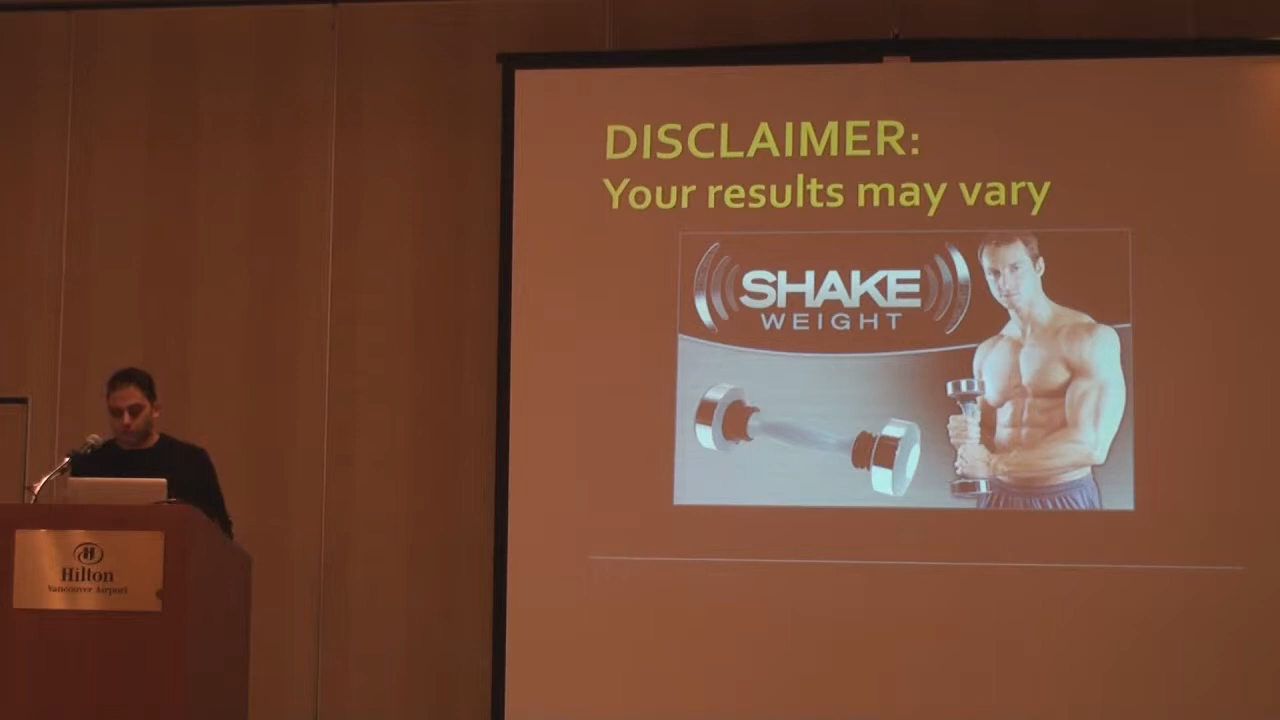 DISCLAIMER:
Your results may vary
SHAKE
WEIGHT
H
Hilton
Vancouver Airport